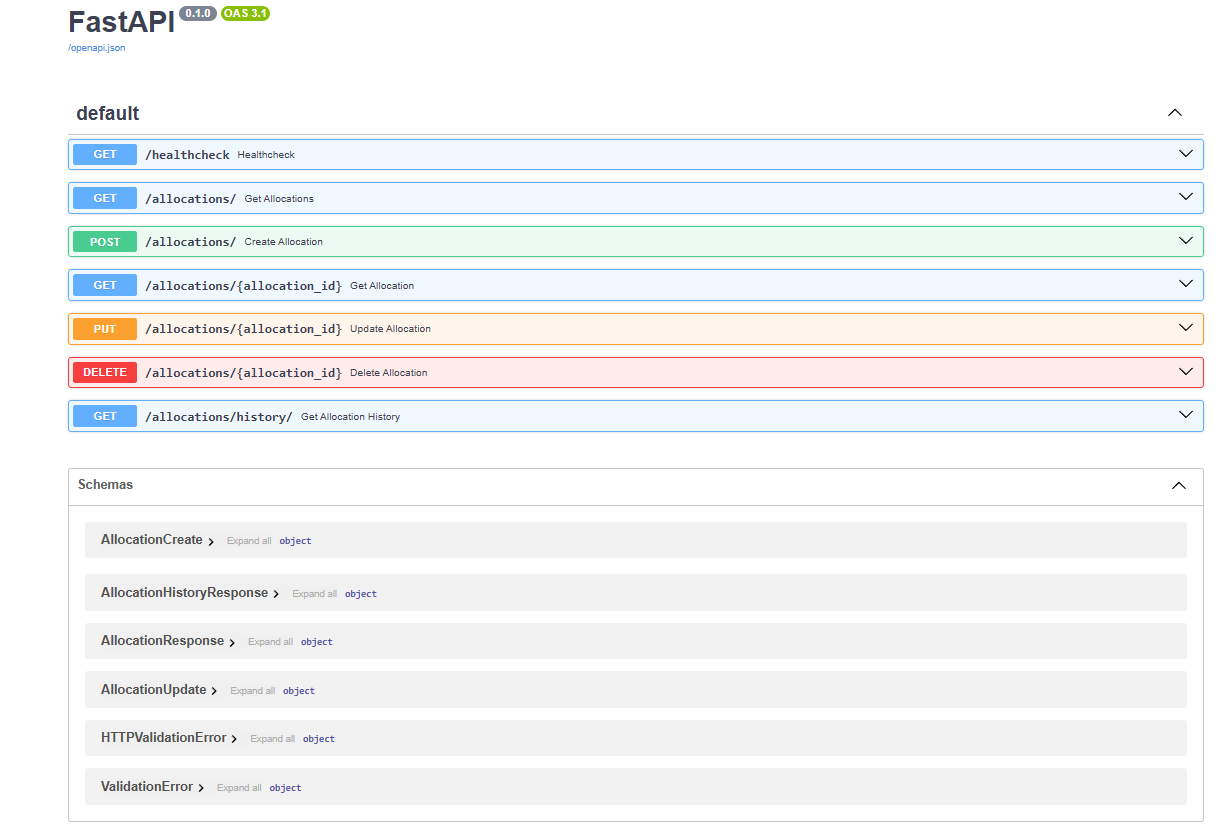 FastAPI 0.1.0 OAS 3.1
/openapi.json
default
GET /healthcheck Healthcheck
GET /allocations/ Get Allocations
POST /allocations/ Create Allocation
GET /allocations/{allocation_id} Get Allocation
PUT /allocations/{allocation_id} Update Allocation
DELETE /allocations/{allocation_id} Delete Allocation
GET /allocations/history/ Get Allocation History
Schemas
AllocationCreate Expand all object
AllocationHistoryResponse Expand all object
AllocationResponse Expand all object
AllocationUpdate Expand all object
HTTPValidationError Expand all object
ValidationError Expand all object